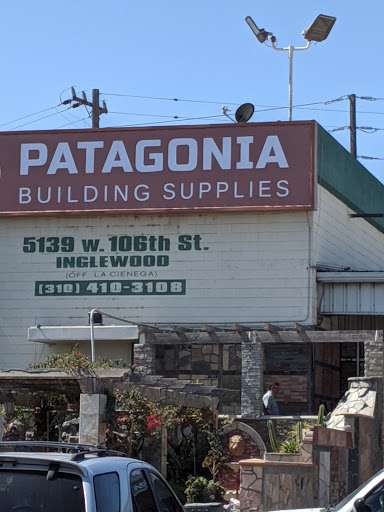 PATAGONIA
BUILDING SUPPLIES
5139 w. 106th St.
INGLEWOOD
(OFF LA CIENEGA)
(310) 410-3108